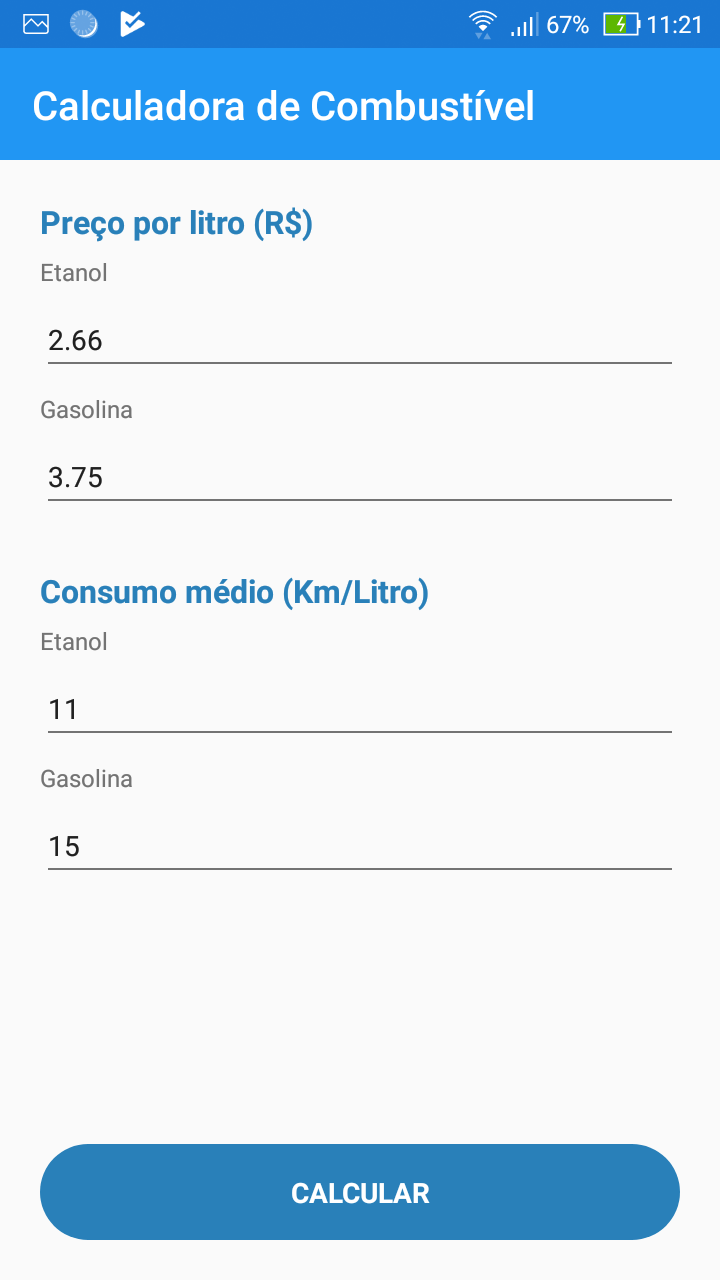 67% 11:21
Calculadora de Combustível
Preço por litro (R$)
Etanol
2.66
Gasolina
3.75
Consumo médio (Km/Litro)
Etanol
11
Gasolina
15
CALCULAR